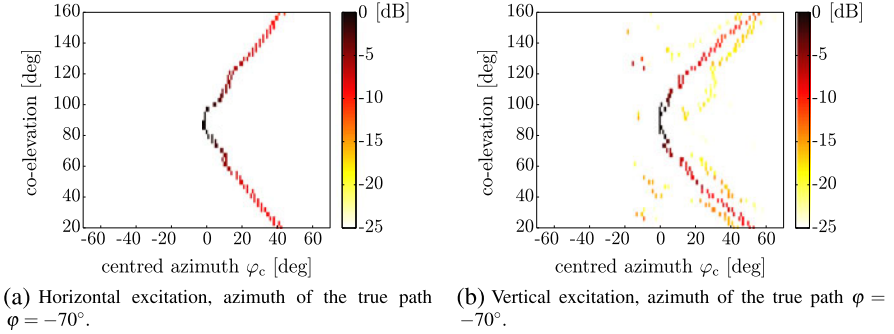 160
140
120
100
80
60
40
20
co-elevation [deg]
-60 -40 -20 0 20 40 60
centred azimuth φc [deg]
0 [dB]
-5
-10
-15
-20
-25
(a) Horizontal excitation, azimuth of the true path
φ = −70°.
160
140
120
100
80
60
40
20
co-elevation [deg]
-60 -40 -20 0 20 40 60
centred azimuth φc [deg]
0 [dB]
-5
-10
-15
-20
-25
(b) Vertical excitation, azimuth of the true path φ =
−70°.